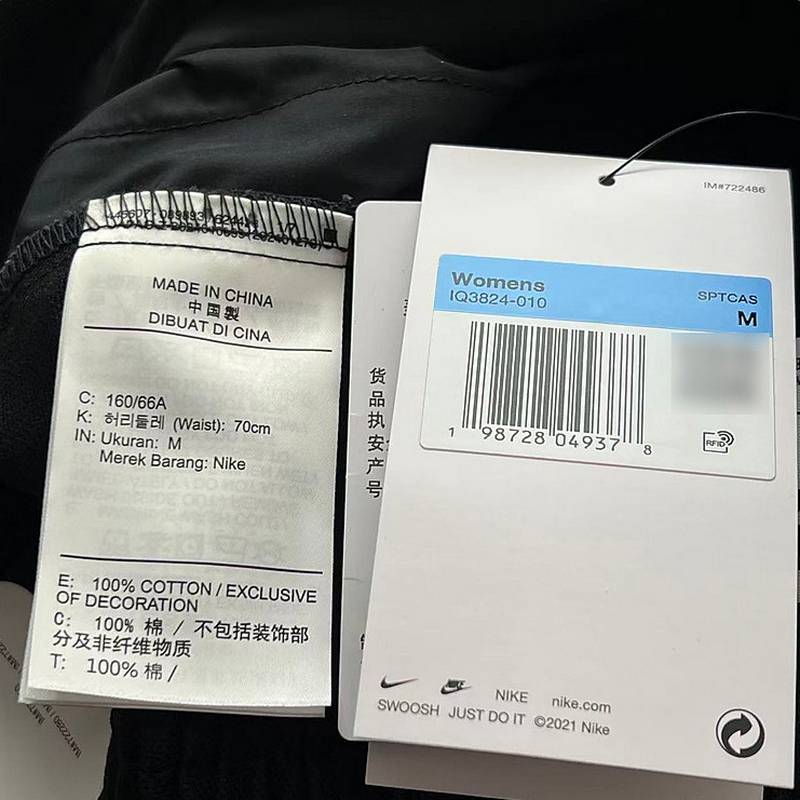 MADE IN CHINA
中国製
DIBUAT DI CINA
C: 160/66A
K: 허리둘레 (Waist): 70cm
IN: Ukuran: M
Merek Barang: Nike
E: 100% COTTON / EXCLUSIVE
OF DECORATION
C: 100% 棉 / 不包括装饰部
分及非纤维物质
T: 100% 棉 /
货
品
执
安
产
号
IM#722486
Womens
IQ3824-010
SPTCAS
M
1 98728 04937 8
RFID
NIKE nike.com
SWOOSH JUST DO IT ©2021 Nike